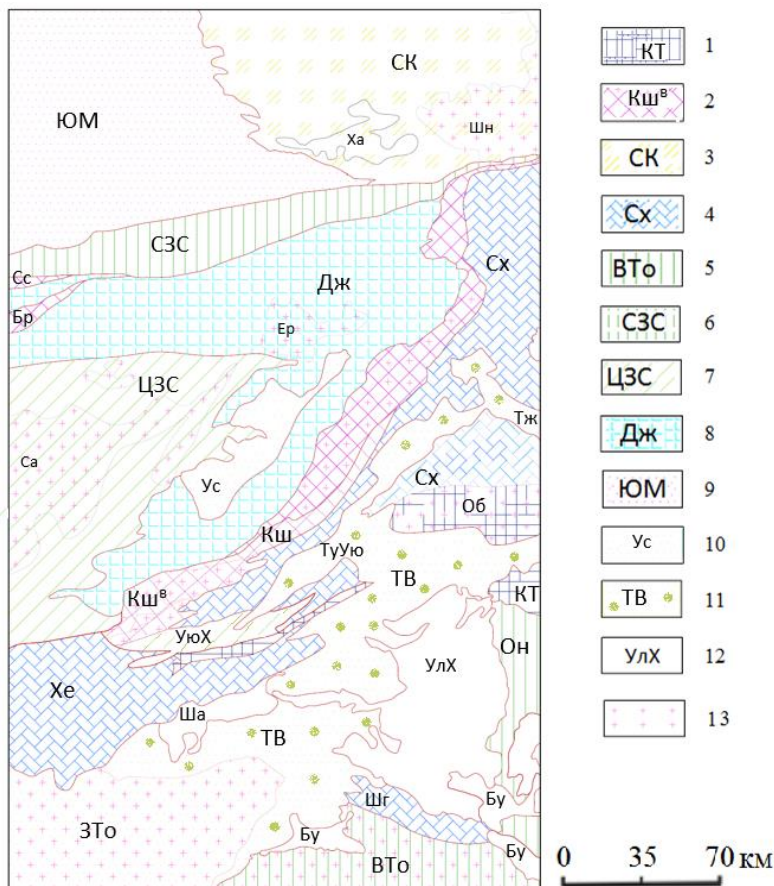 СК
ЮМ
Ха
Шн
СЗС
Сх
Сс
Дж
Бр
Ер
ЦЗС
Тж
Са
Сх
Ус
Об
Кш
ТуУю
ТВ
Кшᵇ
КТ
УюХ
Он
УлХ
Хе
Ша
ТВ
Шг
Бу
ЗТо
Бу
Бу
ВТо
КТ 1
Кшᵇ 2
СК 3
Сх 4
ВТо 5
СЗС 6
ЦЗС 7
Дж 8
ЮМ 9
Ус 10
ТВ 11
УлХ 12
13
0 35 70 км